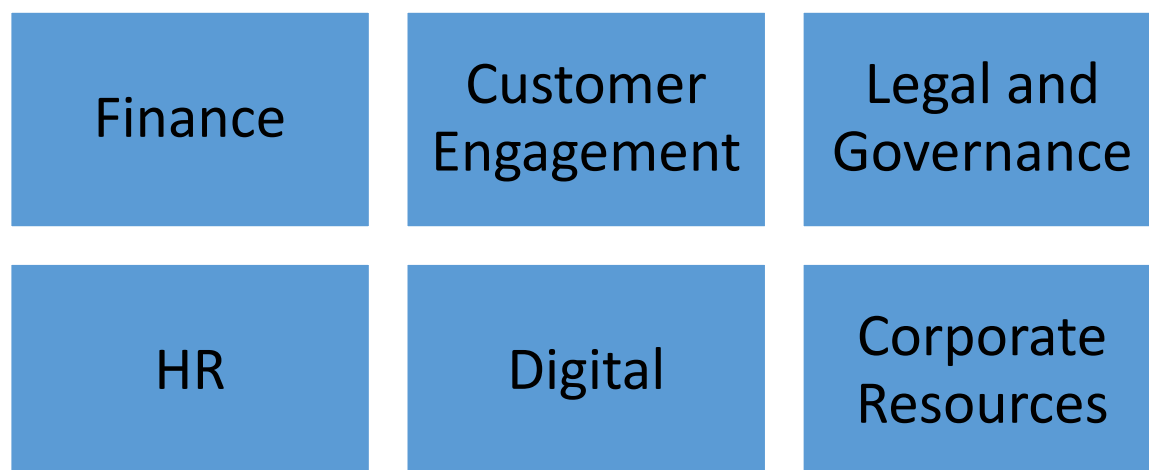 Finance
Customer
Engagement
Legal and
Governance
HR
Digital
Corporate
Resources